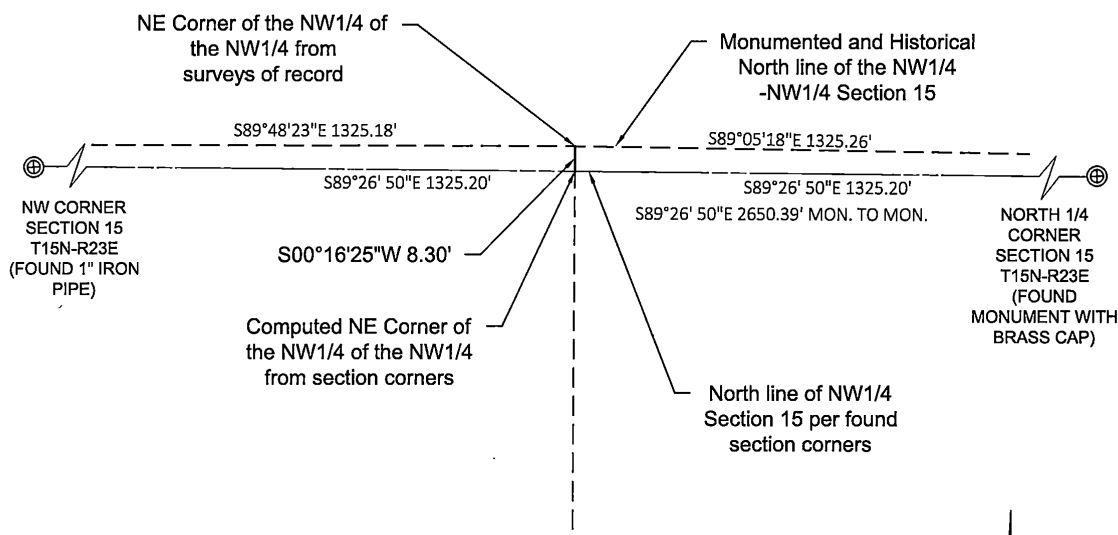 NE Corner of the NW1/4 of
the NW1/4 from
surveys of record
Monumented and Historical
North line of the NW1/4
-NW1/4 Section 15
S89°48'23"E 1325.18'
S89°05'18"E 1325.26'
S89°26' 50"E 1325.20'
S89°26' 50"E 1325.20'
S89°26' 50"E 2650.39' MON. TO MON.
NW CORNER
SECTION 15
T15N-R23E
(FOUND 1" IRON
PIPE)
S00°16'25"W 8.30'
NORTH 1/4
CORNER
SECTION 15
T15N-R23E
(FOUND
MONUMENT WITH
BRASS CAP)
Computed NE Corner of
the NW1/4 of the NW1/4
from section corners
North line of NW1/4
Section 15 per found
section corners